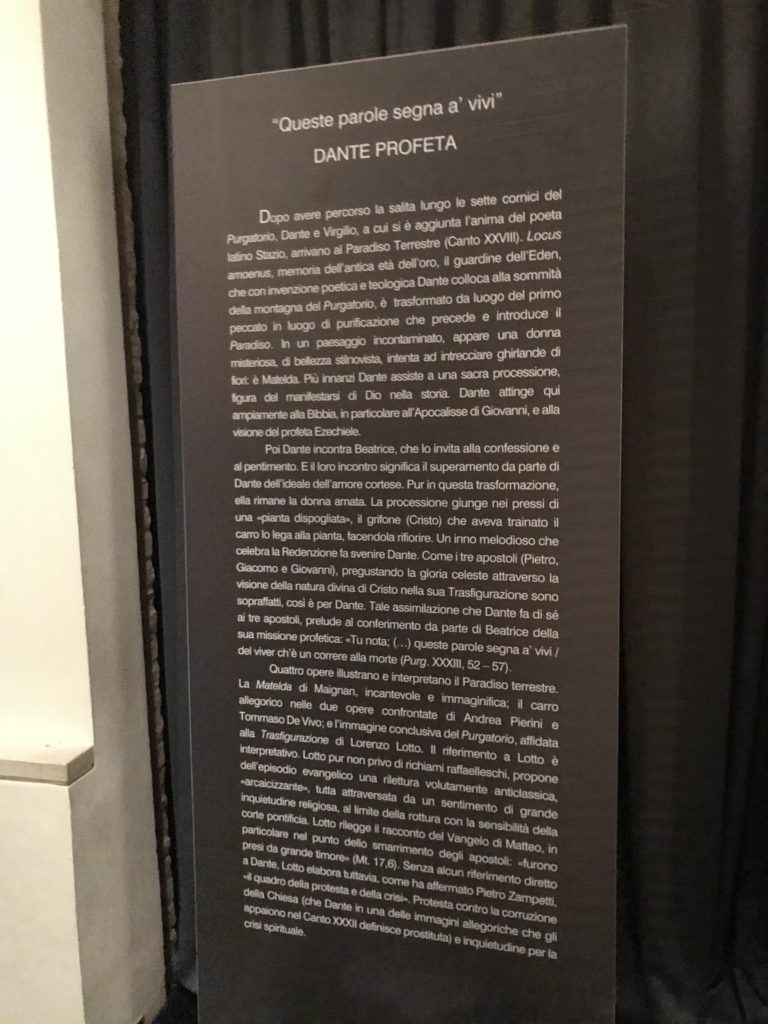 “Queste parole segna a’ vivi”
DANTE PROFETA
Dopo avere percorso la salita lungo le sette cornici del
Purgatorio, Dante e Virgilio, a cui si è aggiunta l’anima del poeta
latino Stazio, arrivano al Paradiso Terrestre (Canto XXVIII). Locus
amoenus, memoria dell’antica età dell’oro, il guardine dell’Eden,
che con invenzione poetica e teologica Dante colloca alla sommità
della montagna del Purgatorio, è trasformato da luogo del primo
peccato in luogo di purificazione che precede e introduce il
Paradiso. In un paesaggio incontaminato, appare una donna
misteriosa, di bellezza stilnovista, intenta ad intrecciare ghirlande di
fiori: è Matelda. Più innanzi Dante assiste a una sacra processione,
figura del manifestarsi di Dio nella storia. Dante attinge qui
ampiamente alla Bibbia, in particolare all’Apocalisse di Giovanni, e alla
visione del profeta Ezechiele.
Poi Dante incontra Beatrice, che lo invita alla confessione e
al pentimento. E il loro incontro significa il superamento da parte di
Dante dell’ideale dell’amore cortese. Pur in questa trasformazione,
ella rimane la donna amata. La processione giunge nei pressi di
una «pianta dispogliata», il grifone (Cristo) che aveva trainato il
carro lo lega alla pianta, facendola rifiorire. Un inno melodioso che
celebra la Redenzione fa svenire Dante. Come i tre apostoli (Pietro,
Giacomo e Giovanni), pregustando la gloria celeste attraverso la
visione della natura divina di Cristo nella sua Trasfigurazione sono
sopraffatti, così è per Dante. Tale assimilazione che Dante fa di sé
ai tre apostoli, prelude al conferimento da parte di Beatrice della
sua missione profetica: «Tu nota; (…) queste parole segna a’ vivi /
del viver ch’è un correre alla morte (Purg. XXXIII, 52 – 57).
Quattro opere illustrano e interpretano il Paradiso terrestre.
La Matelda di Maignan, incantevole e immaginifica; il carro
allegorico nelle due opere confrontate di Andrea Pierini e
Tommaso De Vivo; e l’immagine conclusiva del Purgatorio, affidata
alla Trasfigurazione di Lorenzo Lotto. Il riferimento a Lotto è
interpretativo. Lotto pur non privo di richiami raffaelleschi, propone
dell’episodio evangelico una rilettura volutamente anticlassica,
«arcaicizzante», tutta attraversata da un sentimento di grande
inquietudine religiosa, al limite della rottura con la sensibilità della
corte pontificia. Lotto rilegge il racconto del Vangelo di Matteo, in
particolare nel punto dello smarrimento degli apostoli: «furono
presi da grande timore» (Mt. 17,6). Senza alcun riferimento diretto
a Dante, Lotto elabora tuttavia, come ha affermato Pietro Zampetti,
«il quadro della protesta e della crisi». Protesta contro la corruzione
della Chiesa (che Dante in una delle immagini allegoriche che gli
appaiono nel Canto XXXII definisce prostituta) e inquietudine per la
crisi spirituale.